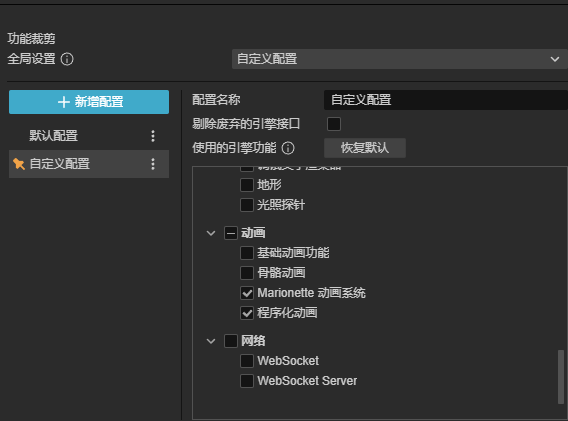 功能裁剪
全局设置
自定义配置
新增配置
默认配置
自定义配置
配置名称
自定义配置
剔除废弃的引擎接口
使用的引擎功能
恢复默认
地形
光照探针
动画
基础动画功能
骨骼动画
Marionette 动画系统
程序化动画
网络
WebSocket
WebSocket Server